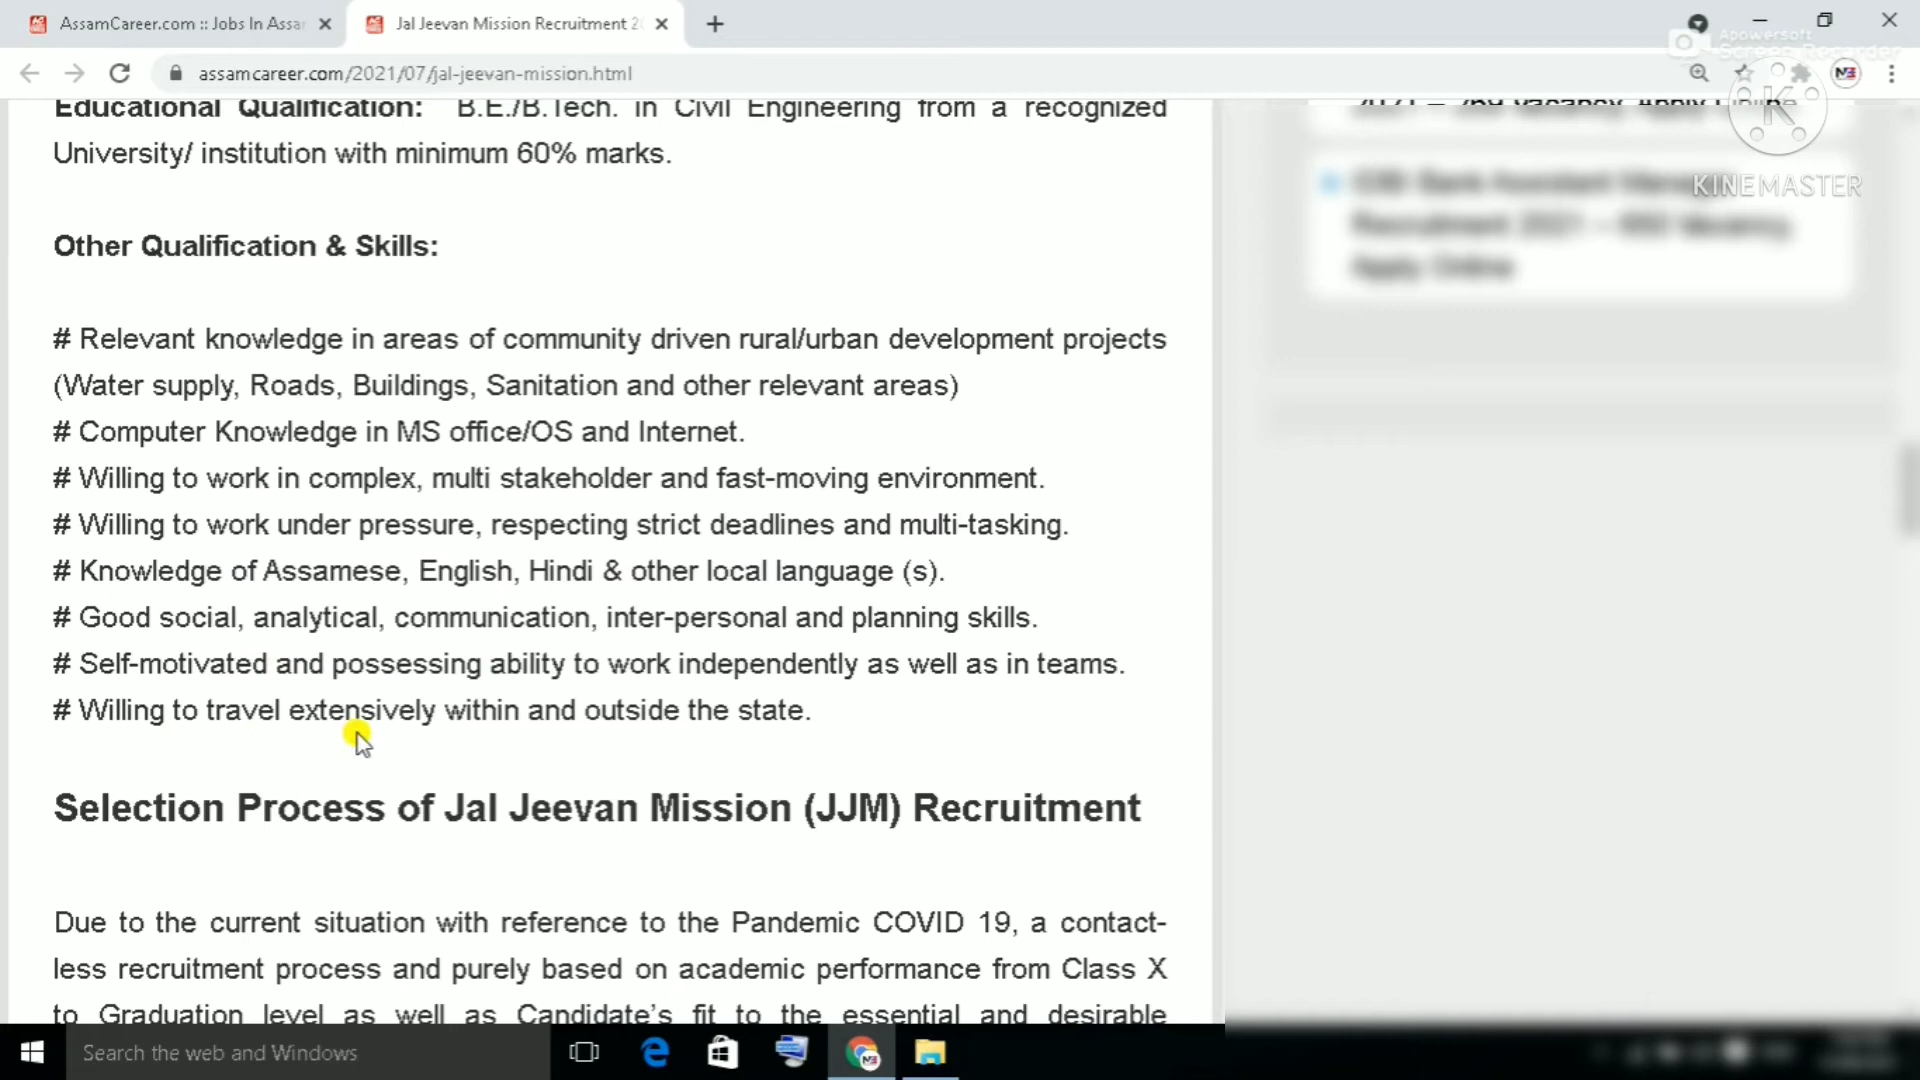 AssamCareer.com :: Jobs In Assar
Jal Jeevan Mission Recruitment 2
Apowersoft
Screen Recorder
assamcareer.com/2021/07/jal-jeevan-mission.html
Educational Qualification: B.E./B.Tech. in Civil Engineering from a recognized
University/ institution with minimum 60% marks.
Other Qualification & Skills:
# Relevant knowledge in areas of community driven rural/urban development projects
(Water supply, Roads, Buildings, Sanitation and other relevant areas)
# Computer Knowledge in MS office/OS and Internet.
# Willing to work in complex, multi stakeholder and fast-moving environment.
# Willing to work under pressure, respecting strict deadlines and multi-tasking.
# Knowledge of Assamese, English, Hindi & other local language (s).
# Good social, analytical, communication, inter-personal and planning skills.
# Self-motivated and possessing ability to work independently as well as in teams.
# Willing to travel extensively within and outside the state.
Selection Process of Jal Jeevan Mission (JJM) Recruitment
Due to the current situation with reference to the Pandemic COVID 19, a contact-
less recruitment process and purely based on academic performance from Class X
to Graduation level as well as Candidate's fit to the essential and desirable
K
KINEMASTER
Recruitment 2021
Apply Online
Search the web and Windows